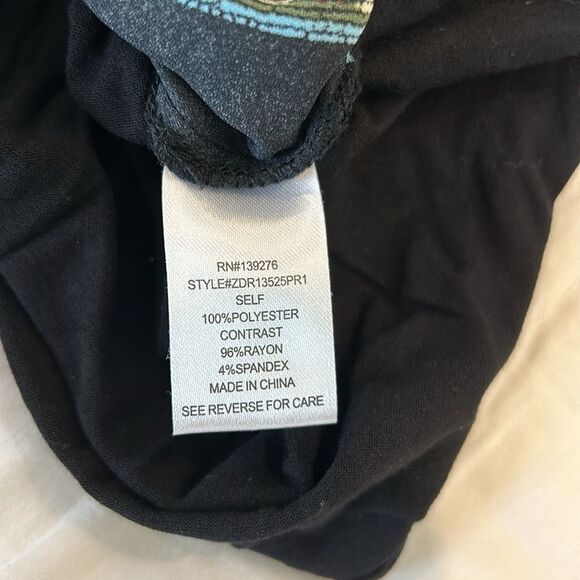 RN#139276
STYLE#ZDR13525PR1
SELF
100%POLYESTER
CONTRAST
96%RAYON
4%SPANDEX
MADE IN CHINA
SEE REVERSE FOR CARE